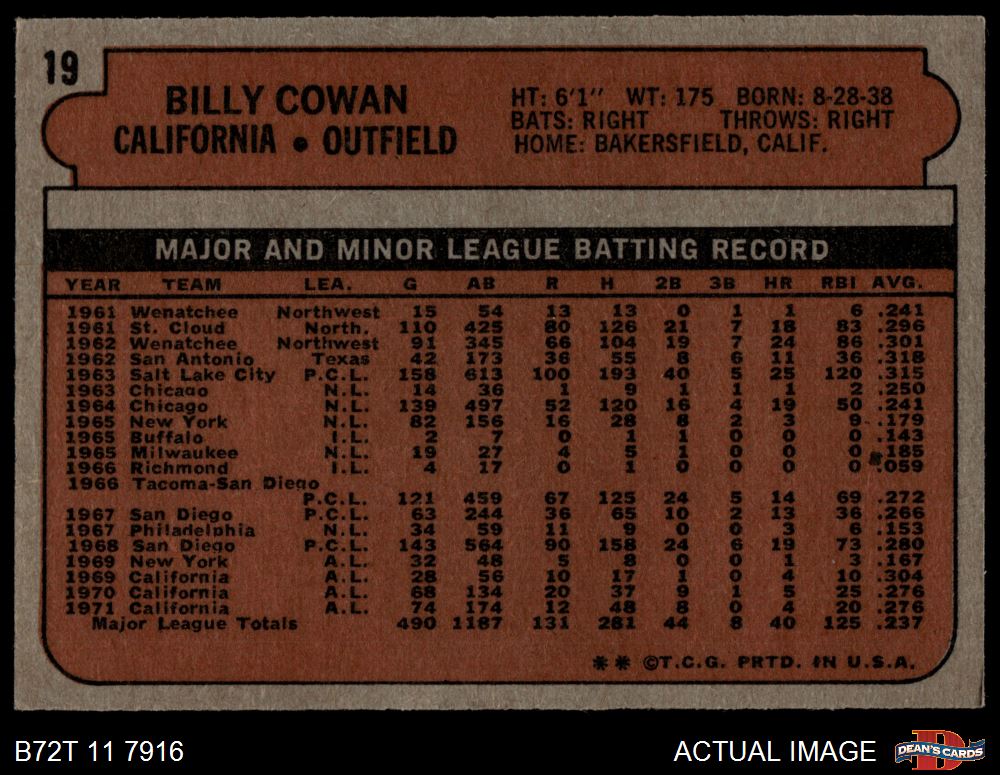 19
BILLY COWAN
CALIFORNIA • OUTFIELD
HT: 6'1" WT: 175 BORN: 8-28-38
BATS: RIGHT THROWS: RIGHT
HOME: BAKERSFIELD, CALIF.
MAJOR AND MINOR LEAGUE BATTING RECORD
YEAR TEAM LEA. G AB R H 2B 3B HR RBI AVG.
1961 Wenatchee Northwest 15 54 13 13 0 1 1 6 .241
1961 St. Cloud North. 110 425 80 126 21 7 18 83 .296
1962 Wenatchee Northwest 91 345 66 104 19 7 24 86 .301
1962 San Antonio Texas 42 173 36 55 8 6 11 36 .318
1963 Salt Lake City P.C.L. 158 613 100 193 40 5 25 120 .315
1963 Chicago N.L. 14 36 1 9 1 1 1 2 .250
1964 Chicago N.L. 139 497 52 120 16 4 19 50 .241
1965 New York N.L. 82 156 16 28 8 2 3 9 .179
1965 Buffalo I.L. 2 7 0 1 1 0 0 0 .143
1965 Milwaukee N.L. 19 27 4 5 1 0 0 0 .185
1966 Richmond I.L. 4 17 0 1 0 0 0 0 .059
1966 Tacoma-San Diego
P.C.L. 121 459 67 125 24 5 14 69 .272
1967 San Diego P.C.L. 63 244 36 65 10 2 13 36 .266
1967 Philadelphia N.L. 34 59 11 9 0 0 3 6 .153
1968 San Diego P.C.L. 143 564 90 158 24 6 19 73 .280
1969 New York A.L. 32 48 5 8 0 0 1 3 .167
1969 California A.L. 28 56 10 17 1 0 4 10 .304
1970 California A.L. 68 134 20 37 9 1 5 25 .276
1971 California A.L. 74 174 12 48 8 0 4 20 .276
Major League Totals 490 1187 131 281 44 8 40 125 .237
** ©T.C.G. PRTD. IN U.S.A.
B72T 11 7916
ACTUAL IMAGE
DEAN'S CARDS